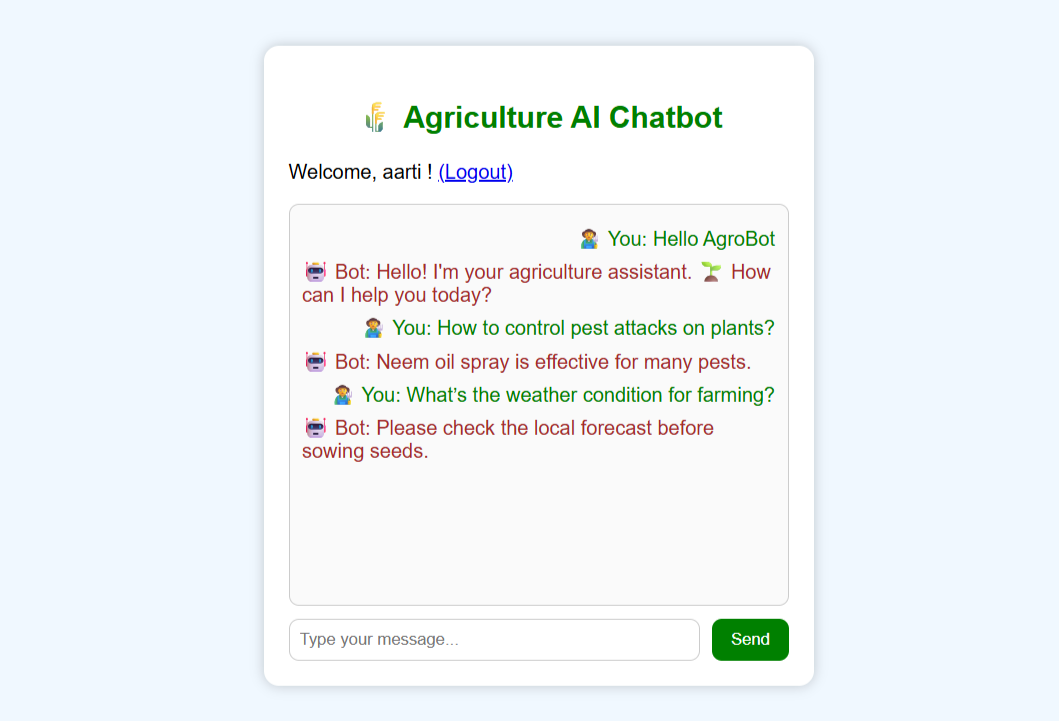 Agriculture AI Chatbot
Welcome, aarti ! (Logout)
You: Hello AgroBot
Bot: Hello! I'm your agriculture assistant. 🌱 How
can I help you today?
You: How to control pest attacks on plants?
Bot: Neem oil spray is effective for many pests.
You: What’s the weather condition for farming?
Bot: Please check the local forecast before
sowing seeds.
Type your message...
Send